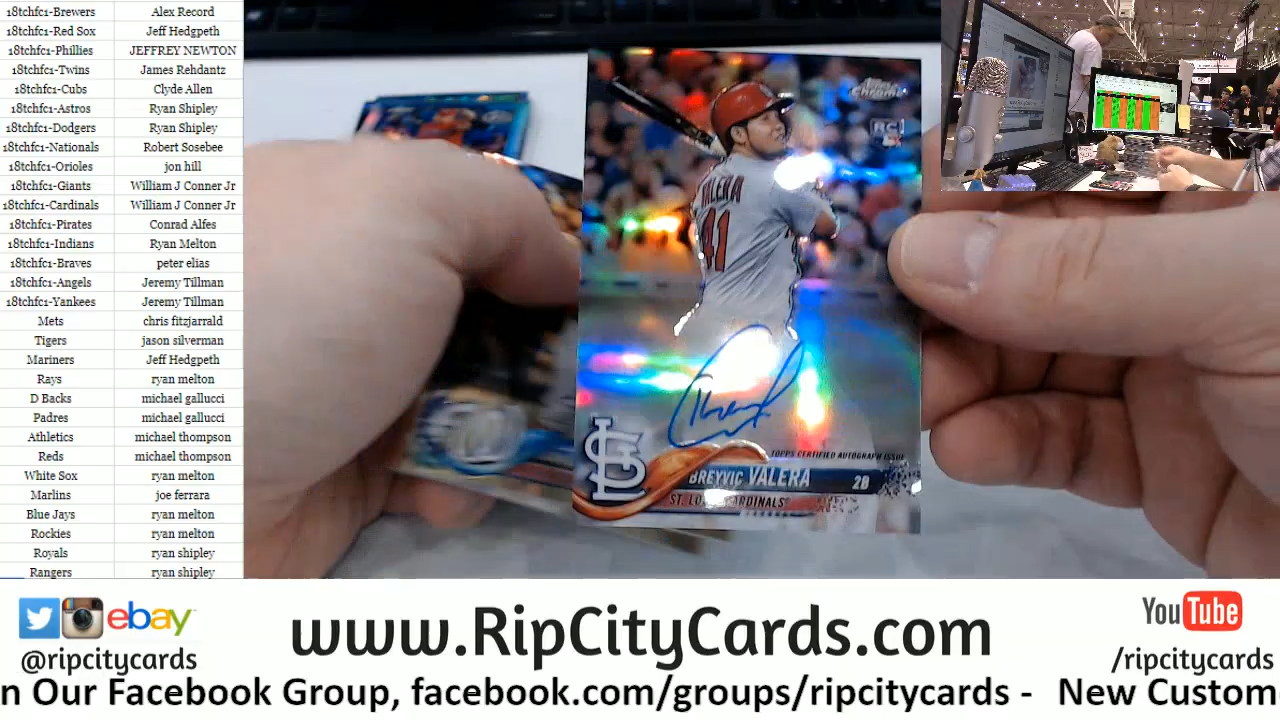 18tchfc1-Brewers Alex Record
18tchfc1-Red Sox Jeff Hedgpeth
18tchfc1-Phillies JEFFREY NEWTON
18tchfc1-Twins James Rehdantz
18tchfc1-Cubs Clyde Allen
18tchfc1-Astros Ryan Shipley
18tchfc1-Dodgers Ryan Shipley
18tchfc1-Nationals Robert Sosebee
18tchfc1-Orioles jon hill
18tchfc1-Giants William J Conner Jr
18tchfc1-Cardinals William J Conner Jr
18tchfc1-Pirates Conrad Alfes
18tchfc1-Indians Ryan Melton
18tchfc1-Braves peter elias
18tchfc1-Angels Jeremy Tillman
18tchfc1-Yankees Jeremy Tillman
Mets chris fitzjarrald
Tigers jason silverman
Mariners Jeff Hedgpeth
Rays ryan melton
D Backs michael gallucci
Padres michael gallucci
Athletics michael thompson
Reds michael thompson
White Sox ryan melton
Marlins joe ferrara
Blue Jays ryan melton
Rockies ryan melton
Royals ryan shipley
Rangers ryan shipley
Topps
Chrome
RC
VALERA
41
TOPPS CERTIFIED AUTOGRAPH ISSUE
BREYVIC VALERA 2B
ST. LOUIS CARDINALS
ebay
@ripcitycards
www.RipCityCards.com
YouTube
/ripcitycards
n Our Facebook Group, facebook.com/groups/ripcitycards - New Custom